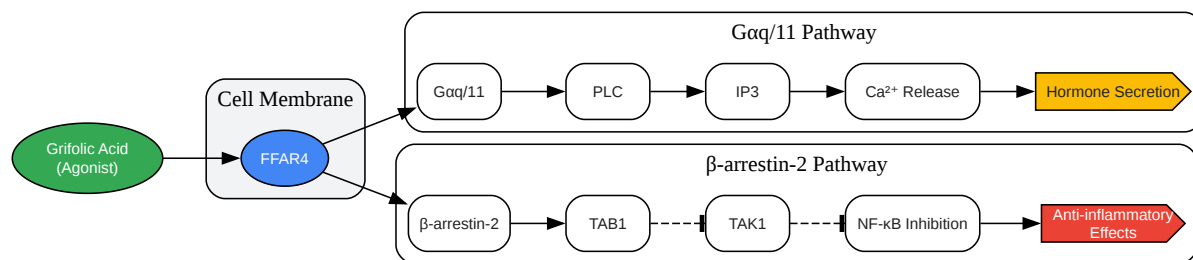 Gαq/11 Pathway
Cell Membrane
Gαq/11
PLC
IP3
Ca²⁺ Release
Hormone Secretion
Grifolic Acid
(Agonist)
FFAR4
β-arrestin-2 Pathway
β-arrestin-2
TAB1
TAK1
NF-κB Inhibition
Anti-inflammatory
Effects